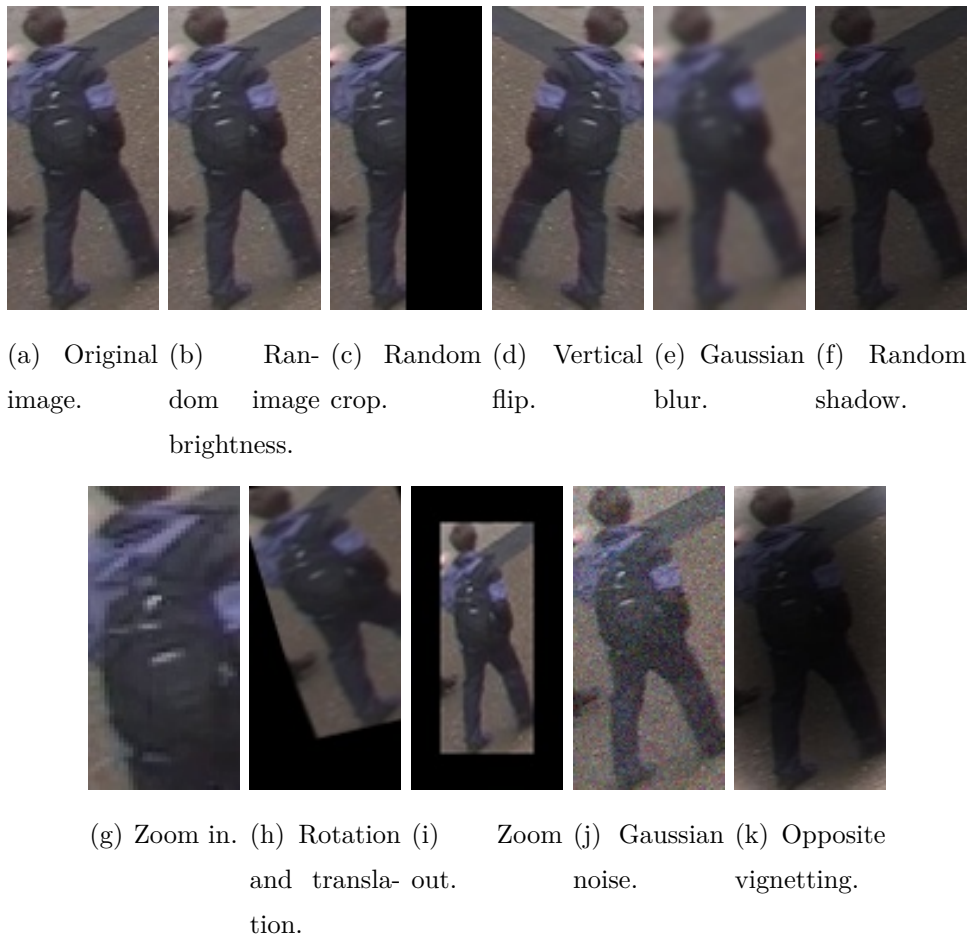 (a) Original image.
(b) Ran-
dom image
brightness.
(c) Random
crop.
(d) Vertical
flip.
(e) Gaussian
blur.
(f) Random
shadow.
(g) Zoom in.
(h) Rotation
and transla-
tion.
(i) Zoom
out.
(j) Gaussian
noise.
(k) Opposite
vignetting.